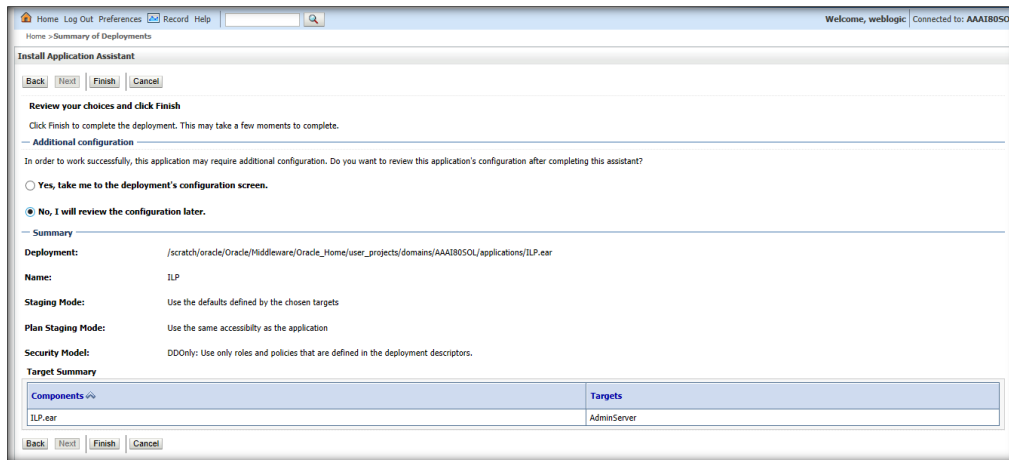 Home Log Out Preferences Record Help
Welcome, weblogic Connected to: AAAI80SO
Home >Summary of Deployments
Install Application Assistant
Back Next Finish Cancel
Review your choices and click Finish
Click Finish to complete the deployment. This may take a few moments to complete.
Additional configuration
In order to work successfully, this application may require additional configuration. Do you want to review this application's configuration after completing this assistant?
Yes, take me to the deployment's configuration screen.
No, I will review the configuration later.
Summary
Deployment: /scratch/oracle/Oracle/Middleware/Oracle_Home/user_projects/domains/AAAI80SOL/applications/ILP.ear
Name: ILP
Staging Mode: Use the defaults defined by the chosen targets
Plan Staging Mode: Use the same accessibilty as the application
Security Model: DDOnly: Use only roles and policies that are defined in the deployment descriptors.
Target Summary
Components Targets
ILP.ear AdminServer
Back Next Finish Cancel